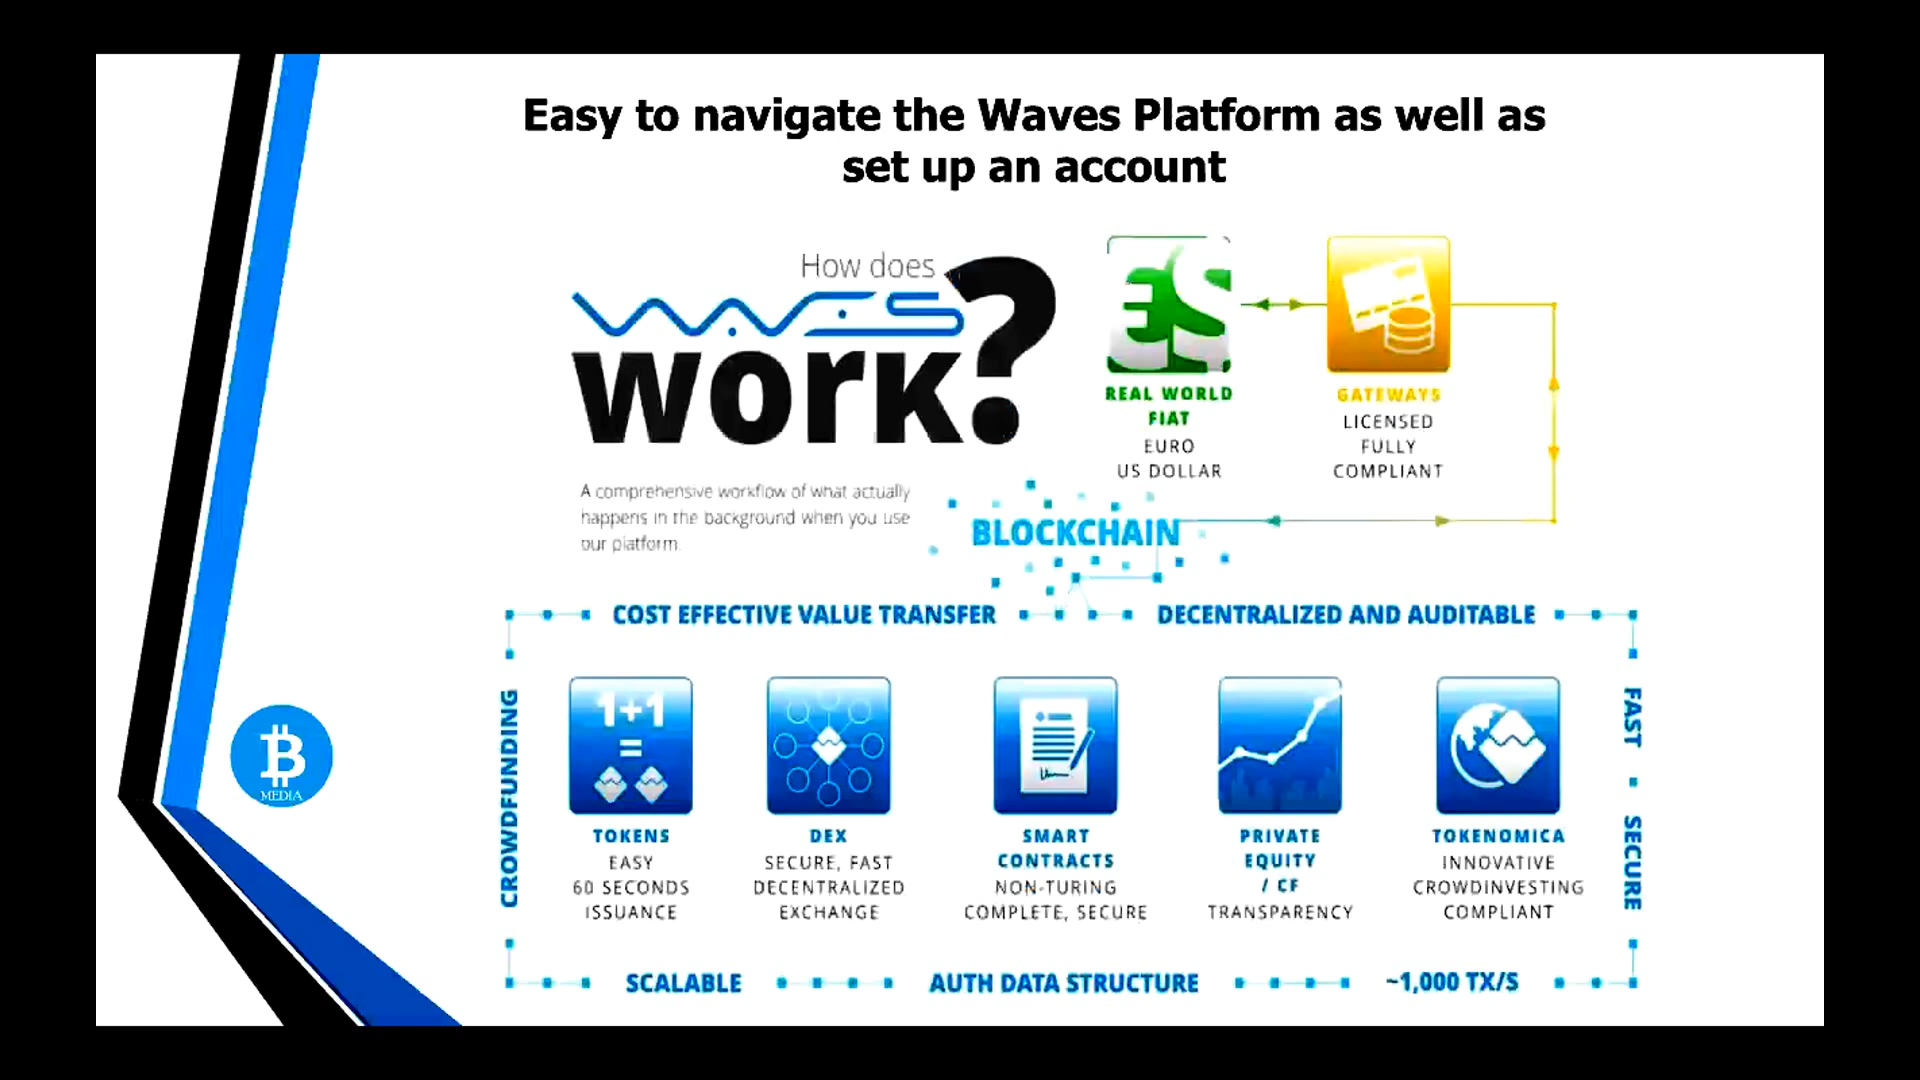 Easy to navigate the Waves Platform as well as
set up an account
How does
WAVES
work?
A comprehensive workflow of what actually
happens in the background when you use
our platform.
REAL WORLD
FIAT
EURO
US DOLLAR
GATEWAYS
LICENSED
FULLY
COMPLIANT
BLOCKCHAIN
COST EFFECTIVE VALUE TRANSFER
DECENTRALIZED AND AUDITABLE
CROWDFUNDING
1+1
=
TOKENS
EASY
60 SECONDS
ISSUANCE
DEX
SECURE, FAST
DECENTRALIZED
EXCHANGE
SMART
CONTRACTS
NON-TURING
COMPLETE, SECURE
PRIVATE
EQUITY
/ CF
TRANSPARENCY
TOKENOMICA
INNOVATIVE
CROWDINVESTING
COMPLIANT
FAST
SECURE
SCALABLE
AUTH DATA STRUCTURE
~1,000 TX/S
MEDIA